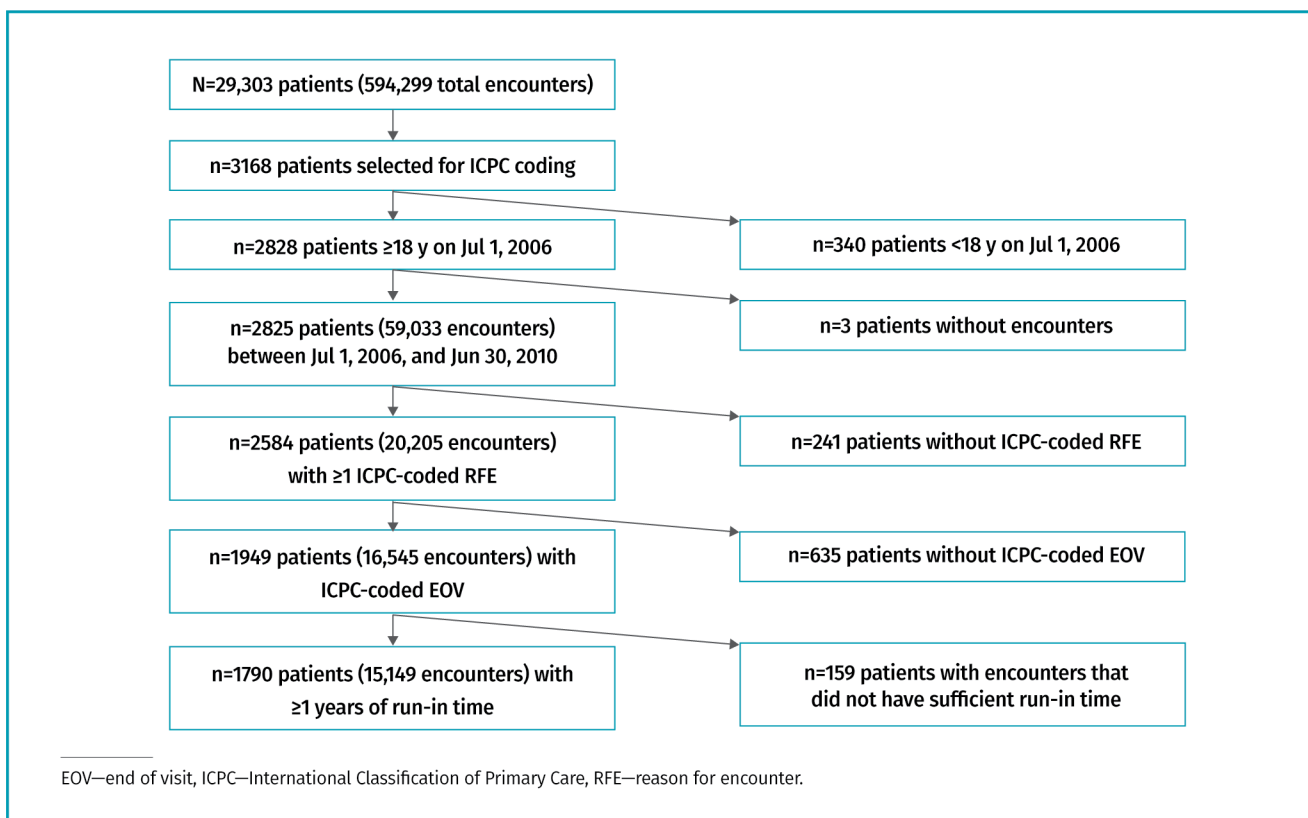 N=29,303 patients (594,299 total encounters)
n=3168 patients selected for ICPC coding
n=2828 patients ≥18 y on Jul 1, 2006
n=340 patients <18 y on Jul 1, 2006
n=2825 patients (59,033 encounters)
between Jul 1, 2006, and Jun 30, 2010
n=3 patients without encounters
n=2584 patients (20,205 encounters)
with ≥1 ICPC-coded RFE
n=241 patients without ICPC-coded RFE
n=1949 patients (16,545 encounters) with
ICPC-coded EOV
n=635 patients without ICPC-coded EOV
n=1790 patients (15,149 encounters) with
≥1 years of run-in time
n=159 patients with encounters that
did not have sufficient run-in time
EOV—end of visit, ICPC—International Classification of Primary Care, RFE—reason for encounter.